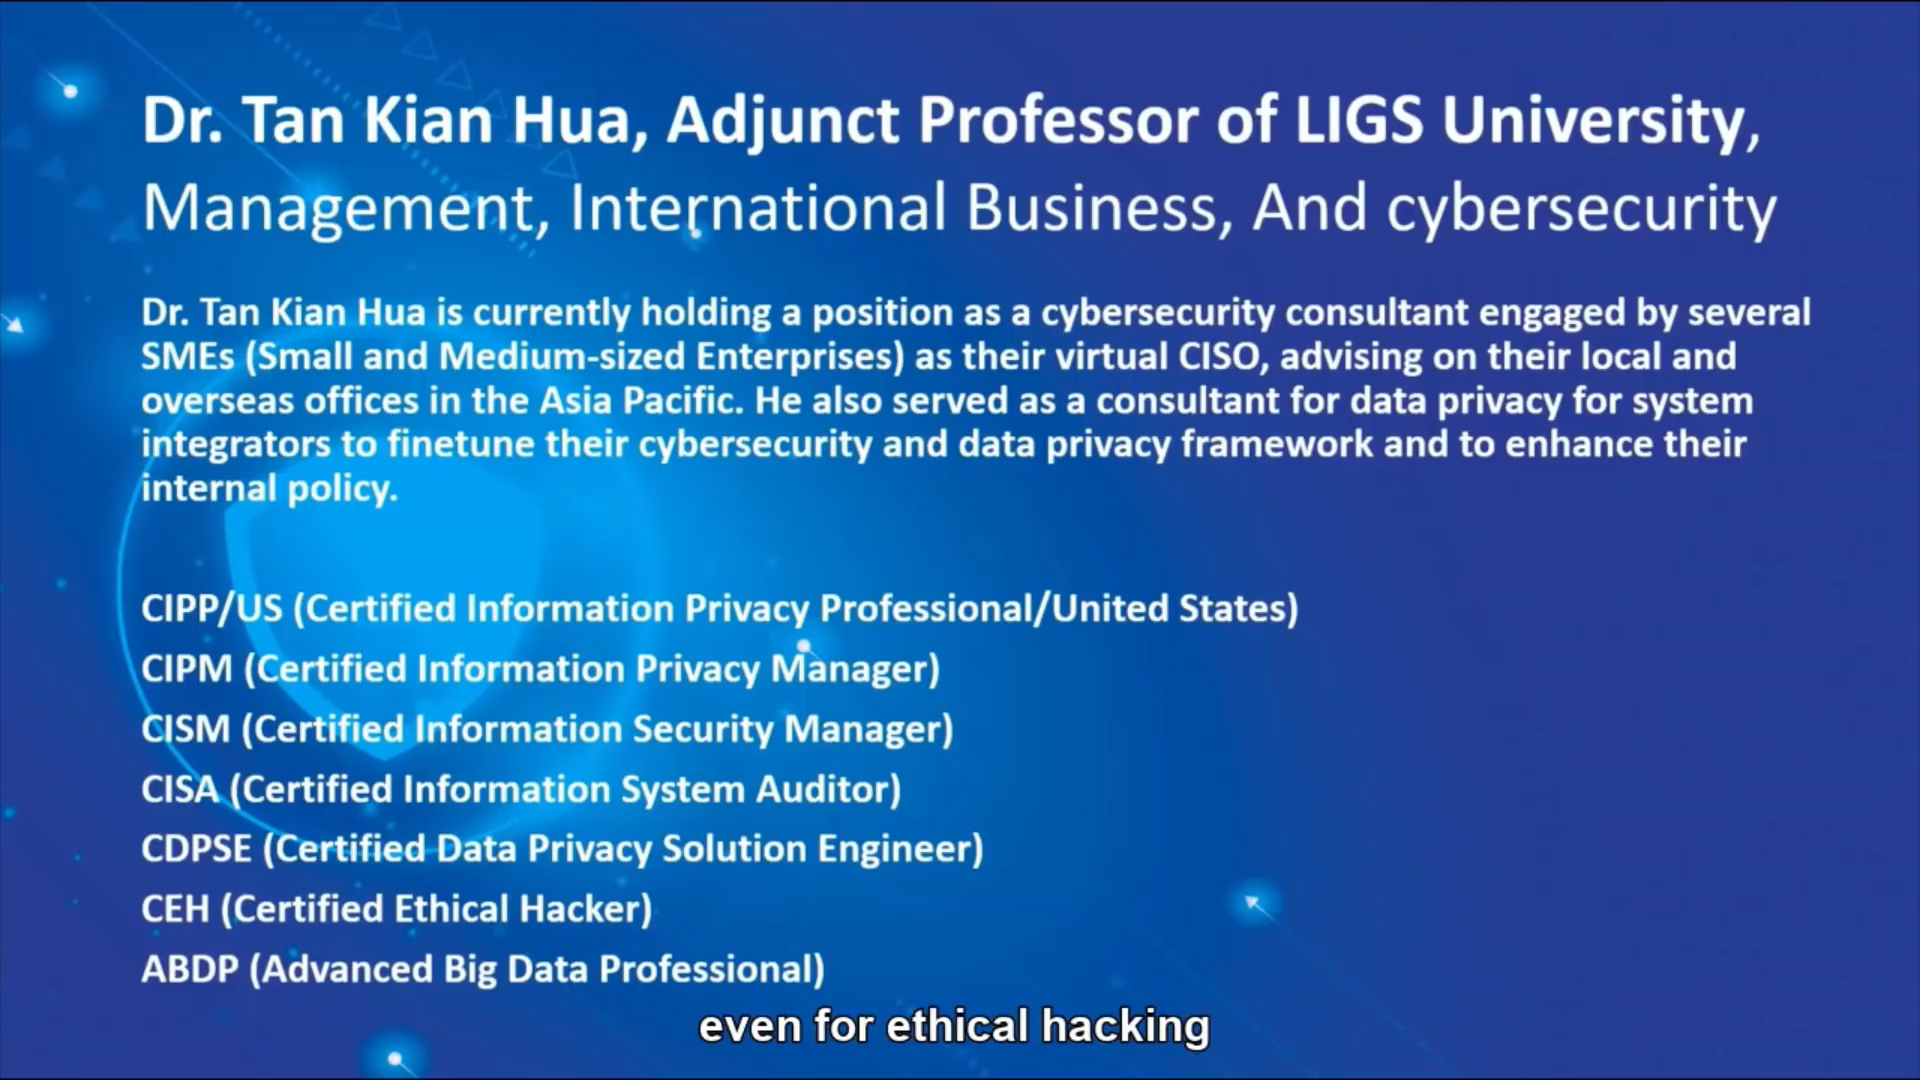 Dr. Tan Kian Hua, Adjunct Professor of LIGS University,
Management, International Business, And cybersecurity
Dr. Tan Kian Hua is currently holding a position as a cybersecurity consultant engaged by several
SMEs (Small and Medium-sized Enterprises) as their virtual CISO, advising on their local and
overseas offices in the Asia Pacific. He also served as a consultant for data privacy for system
integrators to finetune their cybersecurity and data privacy framework and to enhance their
internal policy.
CIPP/US (Certified Information Privacy Professional/United States)
CIPM (Certified Information Privacy Manager)
CISM (Certified Information Security Manager)
CISA (Certified Information System Auditor)
CDPSE (Certified Data Privacy Solution Engineer)
CEH (Certified Ethical Hacker)
ABDP (Advanced Big Data Professional)
even for ethical hacking